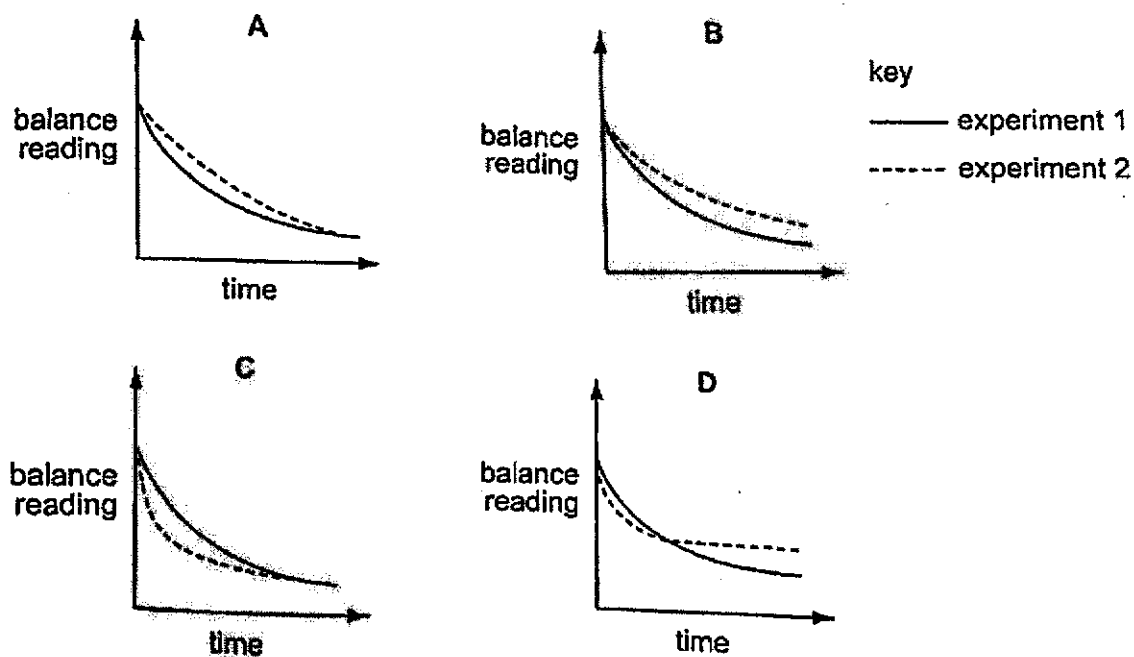 A
balance
reading
time
B
balance
reading
time
key
experiment 1
experiment 2
C
balance
reading
time
D
balance
reading
time